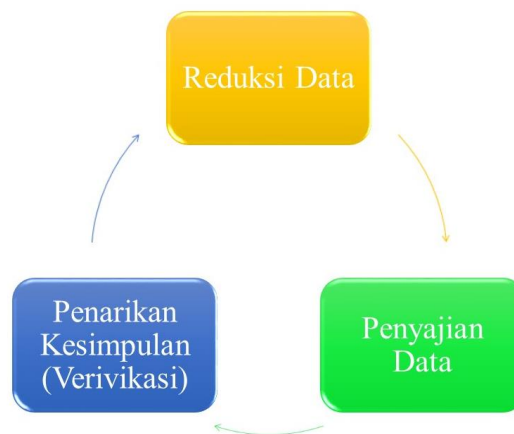 Reduksi Data
Penyajian
Data
Penarikan
Kesimpulan
(Verivikasi)